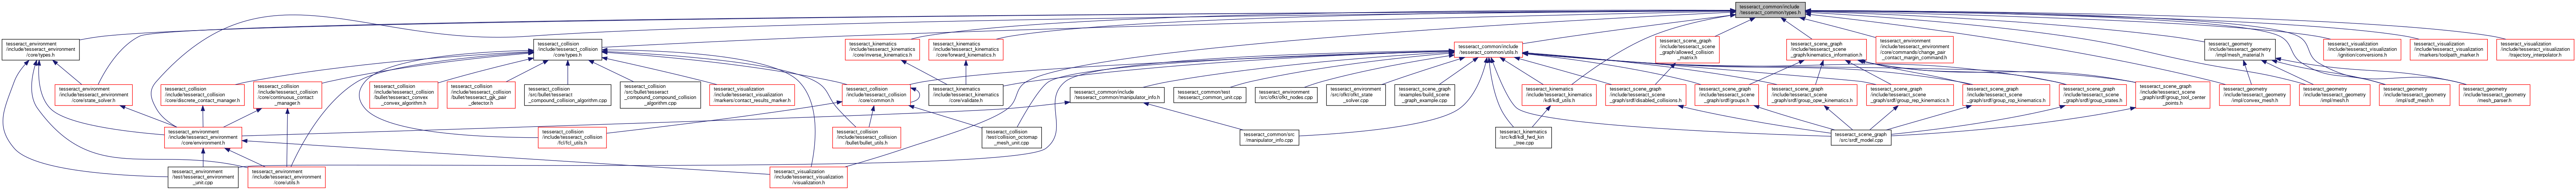 tesseract_common/include
/tesseract_common/types.h
tesseract_environment
/include/tesseract_environment
/core/types.h
tesseract_collision
/include/tesseract_collision
/core/types.h
tesseract_kinematics
/include/tesseract_kinematics
/core/inverse_kinematics.h
tesseract_kinematics
/include/tesseract_kinematics
/core/forward_kinematics.h
tesseract_common/include
/tesseract_common/utils.h
tesseract_scene_graph
/include/tesseract_scene
_graph/allowed_collision
_matrix.h
tesseract_scene_graph
/include/tesseract_scene
_graph/kinematics_information.h
tesseract_environment
/include/tesseract_environment
/core/commands/change_pair
_contact_margin_command.h
tesseract_geometry
/include/tesseract_geometry
/impl/mesh_material.h
tesseract_visualization
/include/tesseract_visualization
/ignition/conversions.h
tesseract_visualization
/include/tesseract_visualization
/markers/toolpath_marker.h
tesseract_visualization
/include/tesseract_visualization
/trajectory_interpolator.h
tesseract_environment
/include/tesseract_environment
/core/state_solver.h
tesseract_collision
/include/tesseract_collision
/core/discrete_contact_manager.h
tesseract_collision
/include/tesseract_collision
/core/continuous_contact
_manager.h
tesseract_collision
/include/tesseract_collision
/bullet/tesseract_convex
_convex_algorithm.h
tesseract_collision
/include/tesseract_collision
/bullet/tesseract_gjk_pair
_detector.h
tesseract_collision
/src/bullet/tesseract
_compound_collision_algorithm.cpp
tesseract_collision
/src/bullet/tesseract
_compound_compound_collision
_algorithm.cpp
tesseract_visualization
/include/tesseract_visualization
/markers/contact_results_marker.h
tesseract_collision
/include/tesseract_collision
/core/common.h
tesseract_kinematics
/include/tesseract_kinematics
/core/validate.h
tesseract_common/include
/tesseract_common/manipulator_info.h
tesseract_common/test
/tesseract_common_unit.cpp
tesseract_environment
/src/ofkt/ofkt_nodes.cpp
tesseract_environment
/src/ofkt/ofkt_state
_solver.cpp
tesseract_scene_graph
/examples/build_scene
_graph_example.cpp
tesseract_kinematics
/include/tesseract_kinematics
/kdl/kdl_utils.h
tesseract_scene_graph
/include/tesseract_scene
_graph/srdf/disabled_collisions.h
tesseract_scene_graph
/include/tesseract_scene
_graph/srdf/groups.h
tesseract_scene_graph
/include/tesseract_scene
_graph/srdf/group_opw_kinematics.h
tesseract_scene_graph
/include/tesseract_scene
_graph/srdf/group_rep_kinematics.h
tesseract_scene_graph
/include/tesseract_scene
_graph/srdf/group_rop_kinematics.h
tesseract_scene_graph
/include/tesseract_scene
_graph/srdf/group_states.h
tesseract_scene_graph
/include/tesseract_scene
_graph/srdf/group_tool_center
_points.h
tesseract_geometry
/include/tesseract_geometry
/impl/convex_mesh.h
tesseract_geometry
/include/tesseract_geometry
/impl/mesh.h
tesseract_geometry
/include/tesseract_geometry
/impl/sdf_mesh.h
tesseract_geometry
/include/tesseract_geometry
/mesh_parser.h
tesseract_environment
/include/tesseract_environment
/core/environment.h
tesseract_collision
/include/tesseract_collision
/fcl/fcl_utils.h
tesseract_collision
/include/tesseract_collision
/bullet/bullet_utils.h
tesseract_collision
/test/collision_octomap
_mesh_unit.cpp
tesseract_common/src
/manipulator_info.cpp
tesseract_kinematics
/src/kdl/kdl_fwd_kin
_tree.cpp
tesseract_scene_graph
/src/srdf_model.cpp
tesseract_environment
/test/tesseract_environment
_unit.cpp
tesseract_environment
/include/tesseract_environment
/core/utils.h
tesseract_visualization
/include/tesseract_visualization
/visualization.h